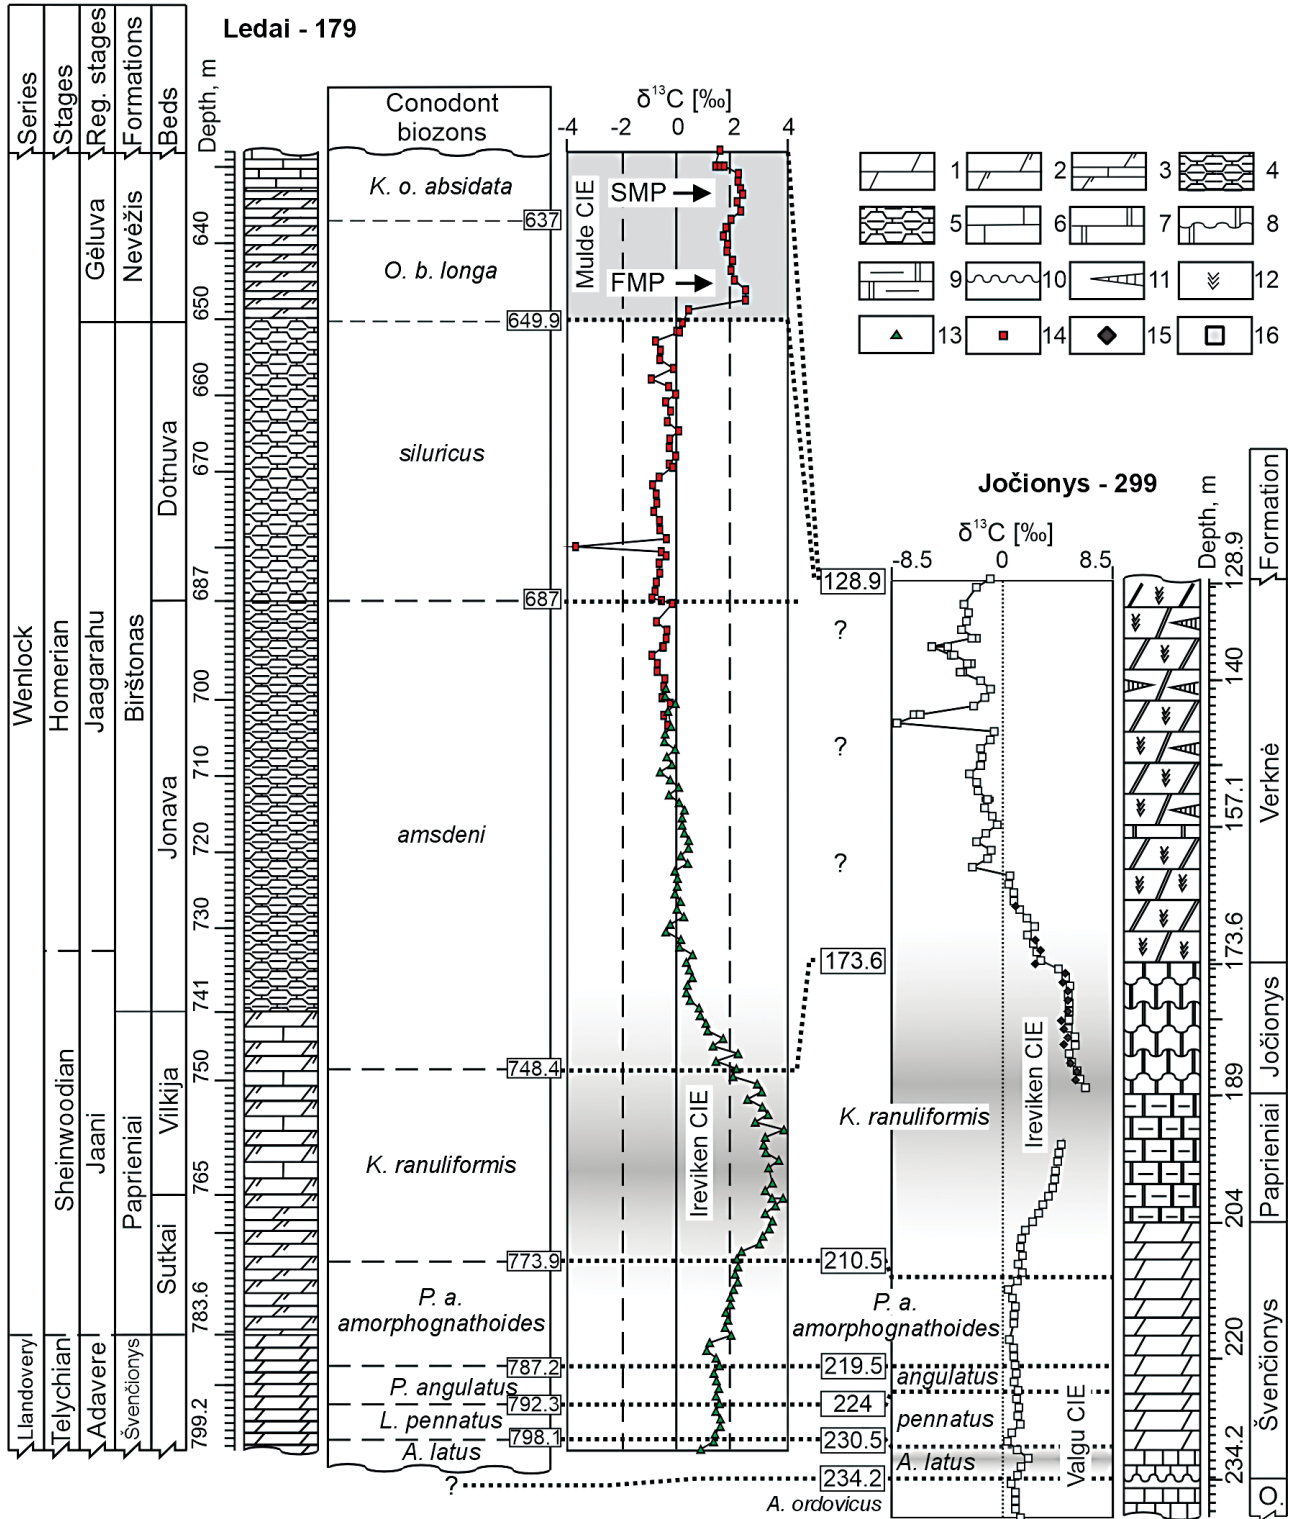 Ledai - 179
Series
Stages
Reg. stages
Formations
Beds
Depth, m
Conodont
biozons
δ¹³C [‰]
-4 -2 0 2 4
Wenlock
Llandovery
Homerian
Sheinwoodian
Telychian
Gėluva
Jaagarahu
Jaani
Adavere
Nevėžis
Birštonas
Paprieniai
Švenčionys
Dotnuva
Jonava
Vilkija
Sutkai
640
650
660
670
687
700
710
720
730
741
750
765
783.6
799.2
K. o. absidata
637
O. b. longa
649.9
siluricus
687
amsdeni
748.4
K. ranuliformis
773.9
P. a.
amorphognathoides
787.2
P. angulatus
792.3
L. pennatus
798.1
A. latus
?
Mulde CIE
SMP
FMP
Ireviken CIE
1 2 3 4
5 6 7 8
9 10 11 12
13 14 15 16
Jočionys - 299
δ¹³C [‰]
-8.5 0 8.5
Depth, m
Formation
128.9
?
?
?
173.6
K. ranuliformis
Ireviken CIE
210.5
P. a.
amorphognathoides
219.5
angulatus
224
pennatus
230.5
A. latus
Valgu CIE
234.2
A. ordovicus
128.9
140
157.1
173.6
189
204
220
234.2
Verknė
Jočionys
Paprieniai
Švenčionys
O.